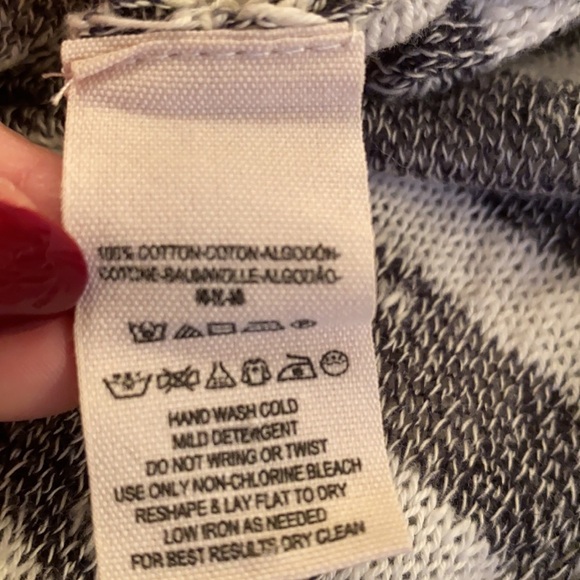 100% COTTON-COTON-ALGODÓN-
COTONE-BAUMWOLLE-ALGODÃO-
HAND WASH COLD
MILD DETERGENT
DO NOT WRING OR TWIST
USE ONLY NON-CHLORINE BLEACH
RESHAPE & LAY FLAT TO DRY
LOW IRON AS NEEDED
FOR BEST RESULTS DRY CLEAN